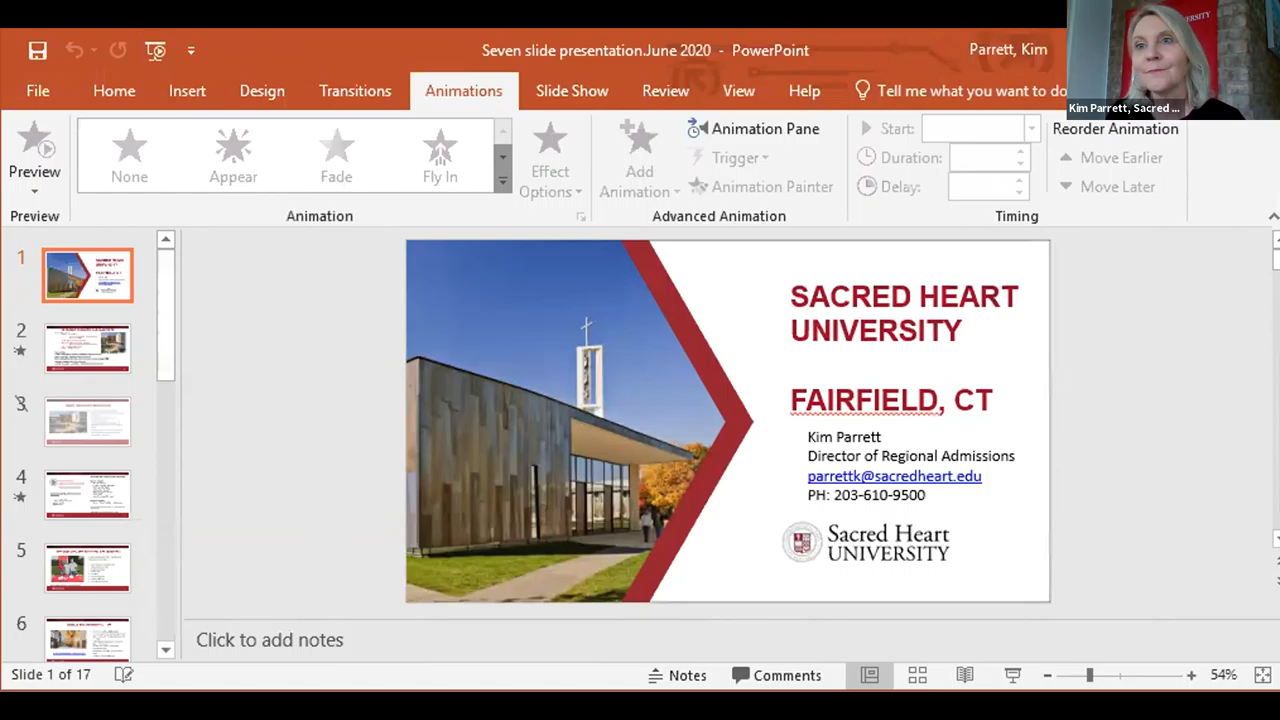 Seven slide presentation.June 2020 - PowerPoint
Parrett, Kim
File Home Insert Design Transitions Animations Slide Show Review View Help Tell me what you want to do
Kim Parrett, Sacred ...
Preview
None Appear Fade Fly In
Effect Options
Add Animation
Animation Pane
Trigger
Animation Painter
Start:
Duration:
Delay:
Reorder Animation
Move Earlier
Move Later
Preview Animation Advanced Animation Timing
1
2
3
4
5
6
SACRED HEART
UNIVERSITY
FAIRFIELD, CT
Kim Parrett
Director of Regional Admissions
parrettk@sacredheart.edu
PH: 203-610-9500
Sacred Heart
UNIVERSITY
Click to add notes
Slide 1 of 17 Notes Comments 54%